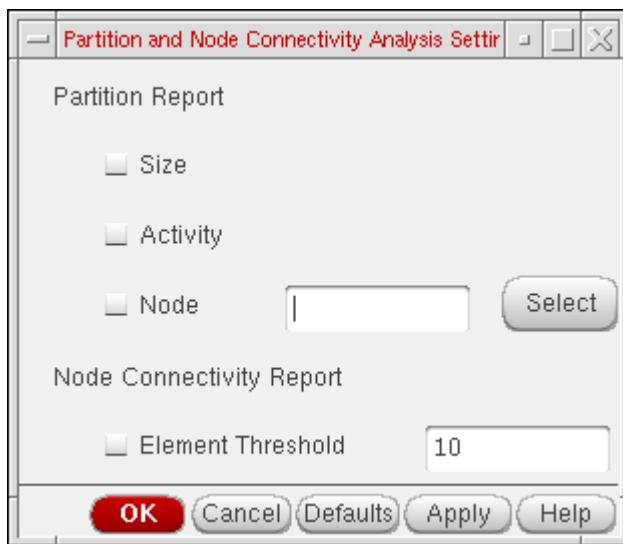 Partition and Node Connectivity Analysis Settir
Partition Report
Size
Activity
Node Select
Node Connectivity Report
Element Threshold 10
OK Cancel Defaults Apply Help